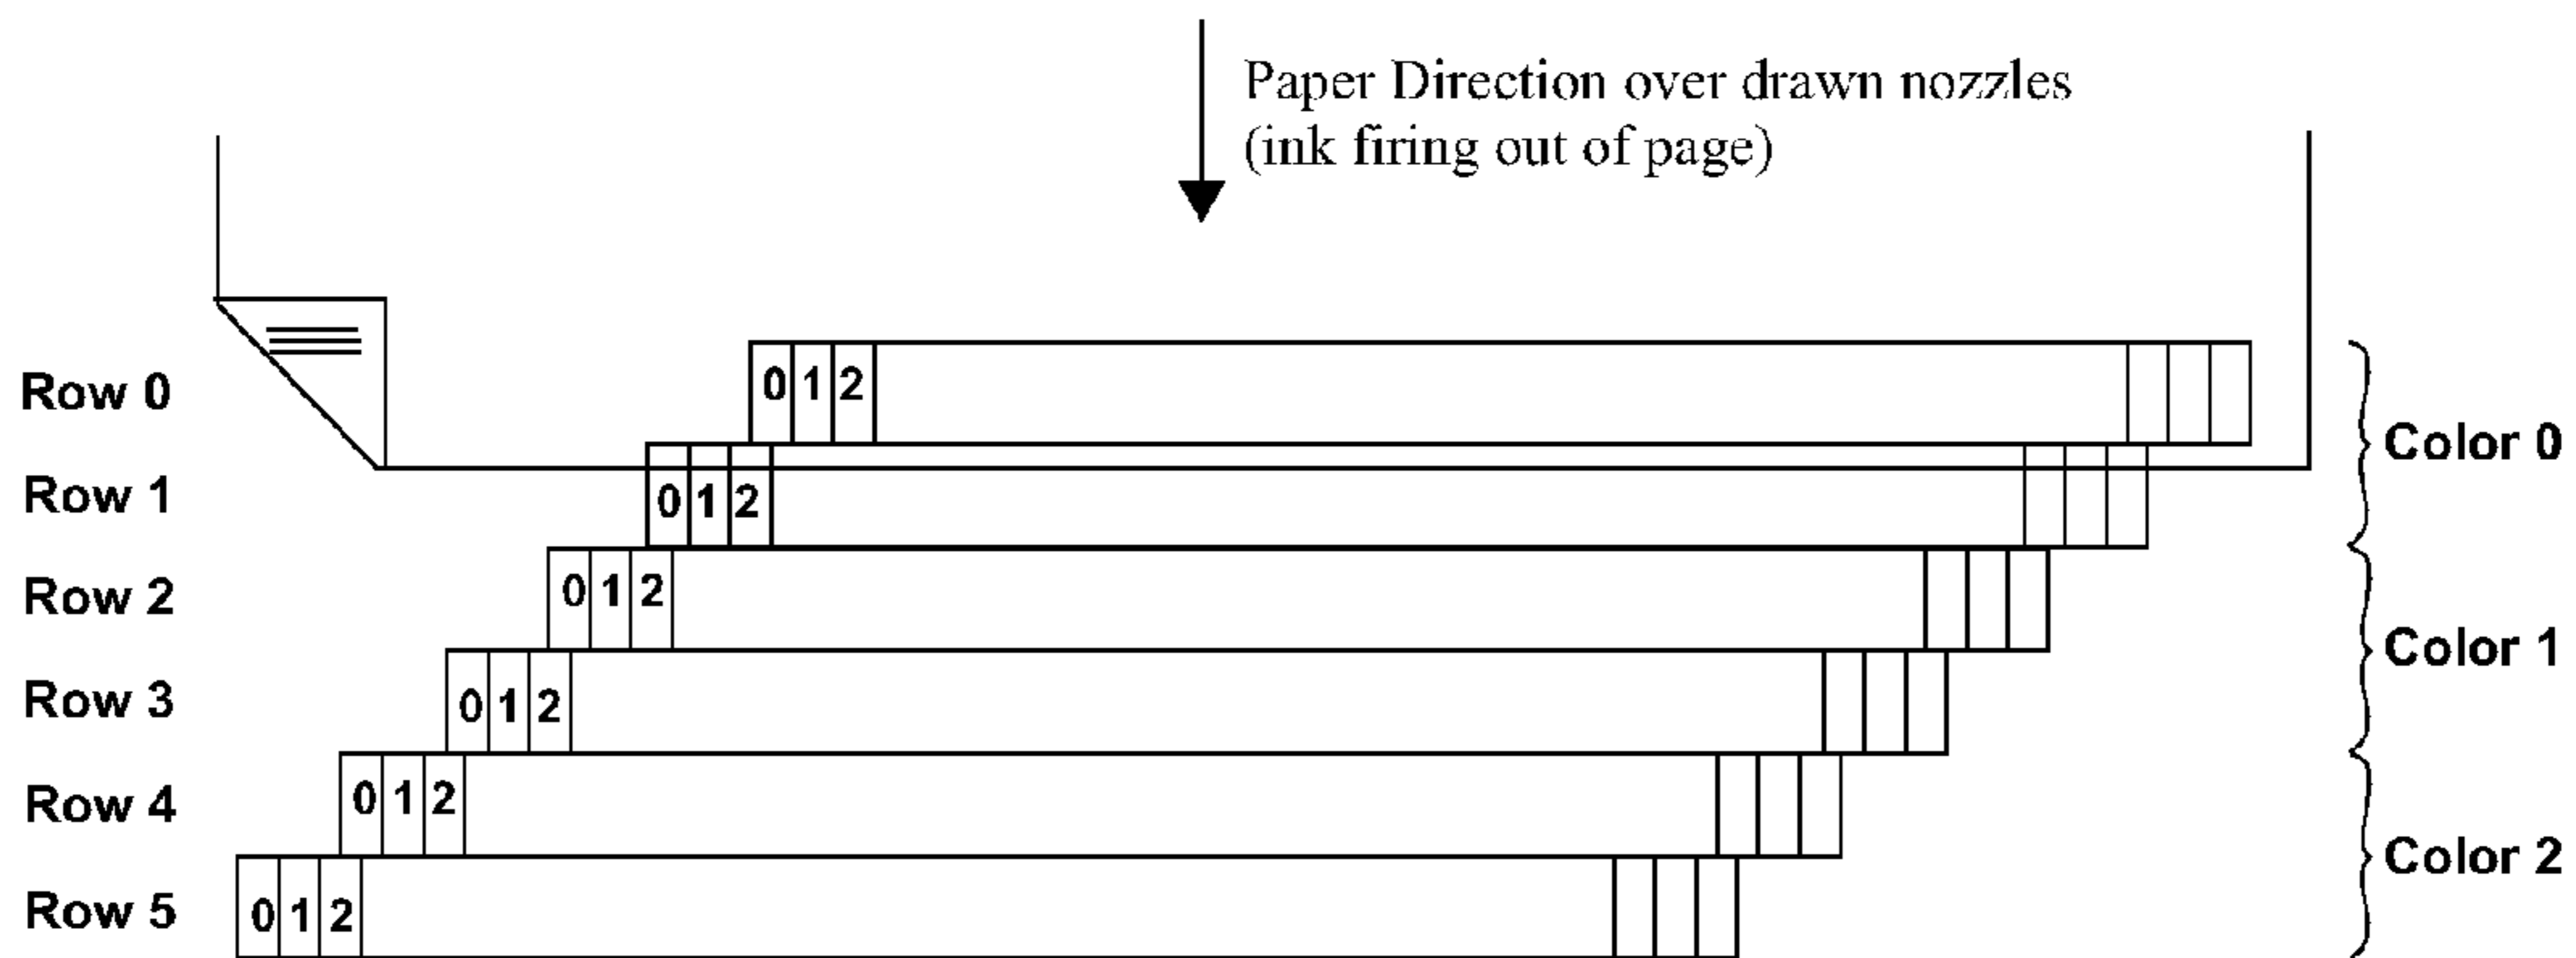 Paper Direction over drawn nozzles
(ink firing out of page)
Row 0
0 1 2
Color 0
Row 1
0 1 2
Row 2
0 1 2
Color 1
Row 3
0 1 2
Row 4
0 1 2
Color 2
Row 5
0 1 2